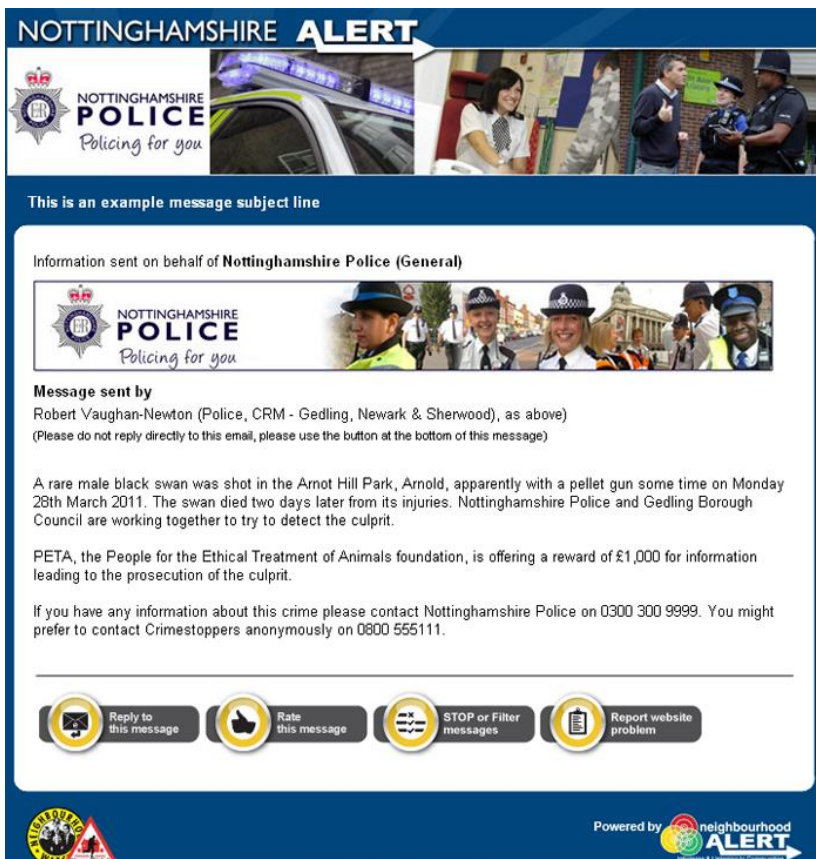 NOTTINGHAMSHIRE ALERT
NOTTINGHAMSHIRE
POLICE
Policing for you
This is an example message subject line
Information sent on behalf of Nottinghamshire Police (General)
NOTTINGHAMSHIRE
POLICE
Policing for you
Message sent by
Robert Vaughan-Newton (Police, CRM - Gedling, Newark & Sherwood), as above)
(Please do not reply directly to this email, please use the button at the bottom of this message)
A rare male black swan was shot in the Arnot Hill Park, Arnold, apparently with a pellet gun some time on Monday
28th March 2011. The swan died two days later from its injuries. Nottinghamshire Police and Gedling Borough
Council are working together to try to detect the culprit.
PETA, the People for the Ethical Treatment of Animals foundation, is offering a reward of £1,000 for information
leading to the prosecution of the culprit.
If you have any information about this crime please contact Nottinghamshire Police on 0300 300 9999. You might
prefer to contact Crimestoppers anonymously on 0800 555111.
Reply to
this message
Rate
this message
STOP or Filter
messages
Report website
problem
Powered by neighbourhood
ALERT